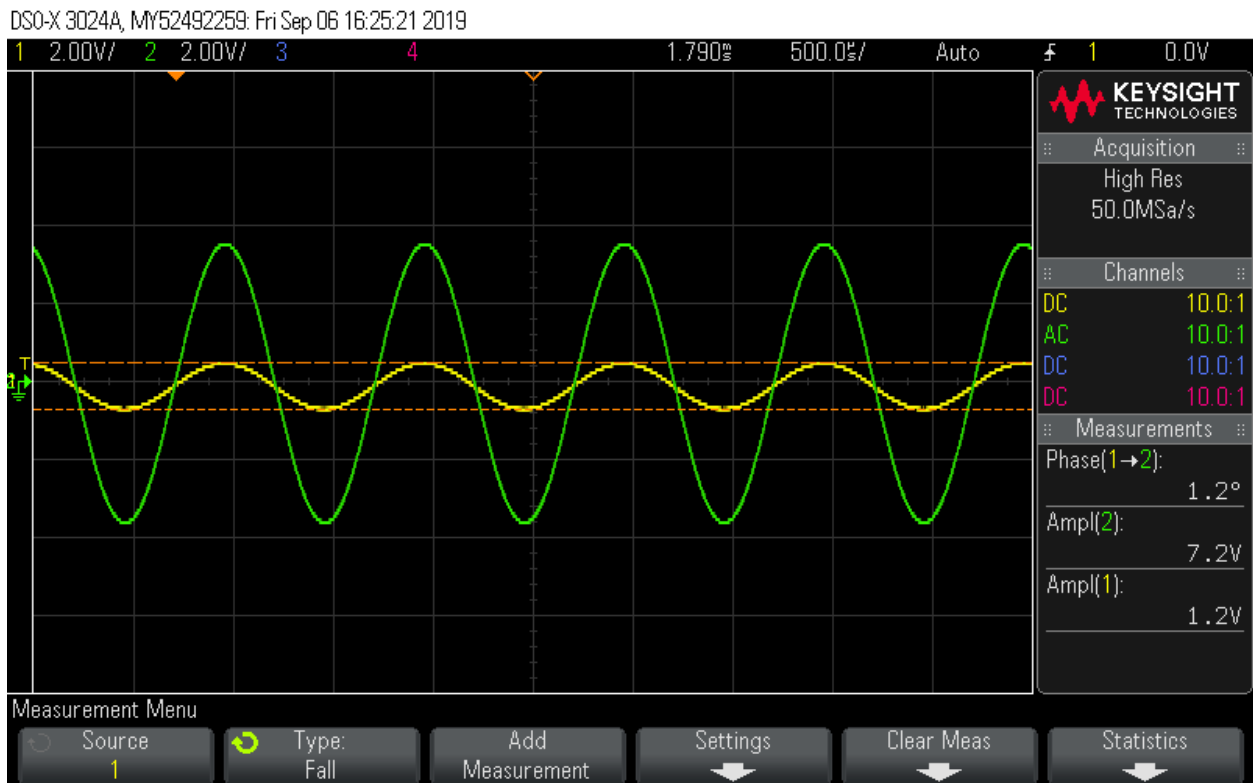 DSO-X 3024A, MY52492259: Fri Sep 06 16:25:21 2019
1 2.00V/ 2 2.00V/ 3 4 1.790ms 500.0us/ Auto 1 0.0V
KEYSIGHT
TECHNOLOGIES
Acquisition
High Res
50.0MSa/s
Channels
DC 10.0:1
AC 10.0:1
DC 10.0:1
DC 10.0:1
T
Measurements
Phase(1→2):
1.2°
Ampl(2):
7.2V
Ampl(1):
1.2V
Measurement Menu
Source
1
Type:
Fall
Add
Measurement
Settings
Clear Meas
Statistics